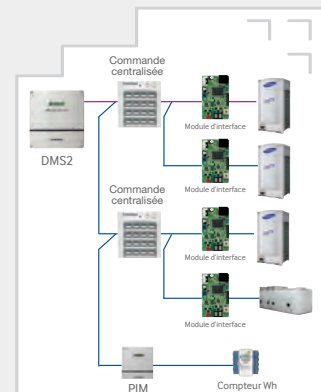 Commande
centralisée
Module d'interface
DMS2
Module d'interface
Commande
centralisée
Module d'interface
Module d'interface
PIM
Compteur Wh